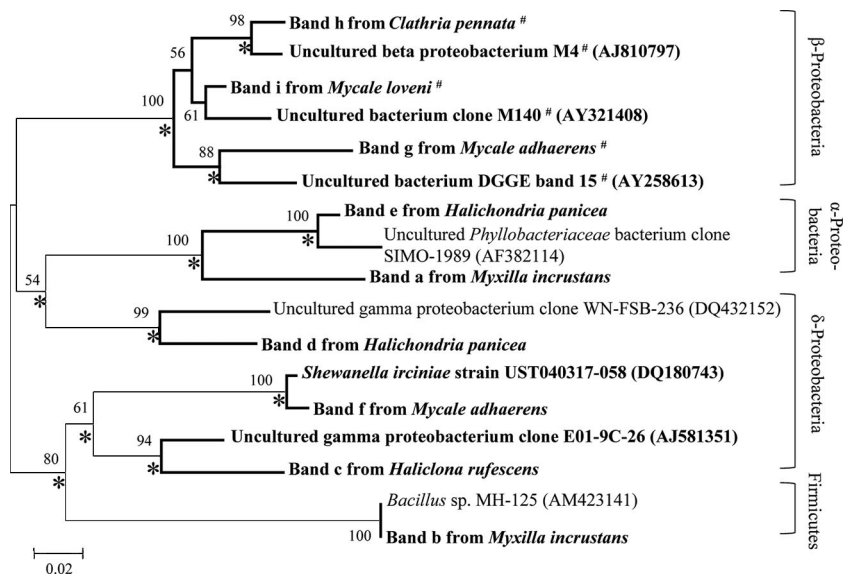 98
Band h from Clathria pennata #
*
Uncultured beta proteobacterium M4 # (AJ810797)
56
Band i from Mycale loveni #
100
61
Uncultured bacterium clone M140 # (AY321408)
*
88
Band g from Mycale adhaerens #
*
Uncultured bacterium DGGE band 15 # (AY258613)
β-Proteobacteria
100
Band e from Halichondria panicea
*
Uncultured Phyllobacteriaceae bacterium clone
SIMO-1989 (AF382114)
100
*
Band a from Myxilla incrustans
α-Proteo-
bacteria
54
*
99
Uncultured gamma proteobacterium clone WN-FSB-236 (DQ432152)
*
Band d from Halichondria panicea
100
Shewanella irciniae strain UST040317-058 (DQ180743)
*
Band f from Mycale adhaerens
61
*
94
Uncultured gamma proteobacterium clone E01-9C-26 (AJ581351)
*
Band c from Haliclona rufescens
δ-Proteobacteria
80
*
Bacillus sp. MH-125 (AM423141)
100
Band b from Myxilla incrustans
Firmicutes
0.02